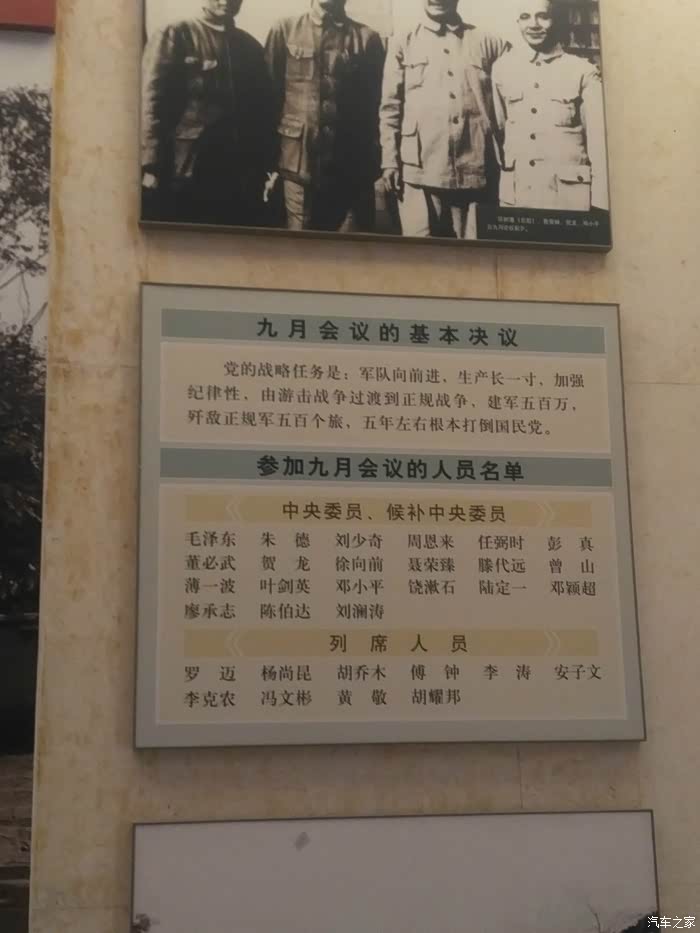 九月会议的基本决议
党的战略任务是：军队向前进，生产长一寸，加强
纪律性，由游击战争过渡到正规战争，建军五百万，
歼敌正规军五百个旅，五年左右根本打倒国民党。
参加九月会议的人员名单
中央委员、候补中央委员
毛泽东 朱 德 刘少奇 周恩来 任弼时 彭 真
董必武 贺 龙 徐向前 聂荣臻 滕代远 曾 山
薄一波 叶剑英 邓小平 饶漱石 陆定一 邓颖超
廖承志 陈伯达 刘澜涛
列席人员
罗 迈 杨尚昆 胡乔木 傅 钟 李 涛 安子文
李克农 冯文彬 黄 敬 胡耀邦
汽车之家